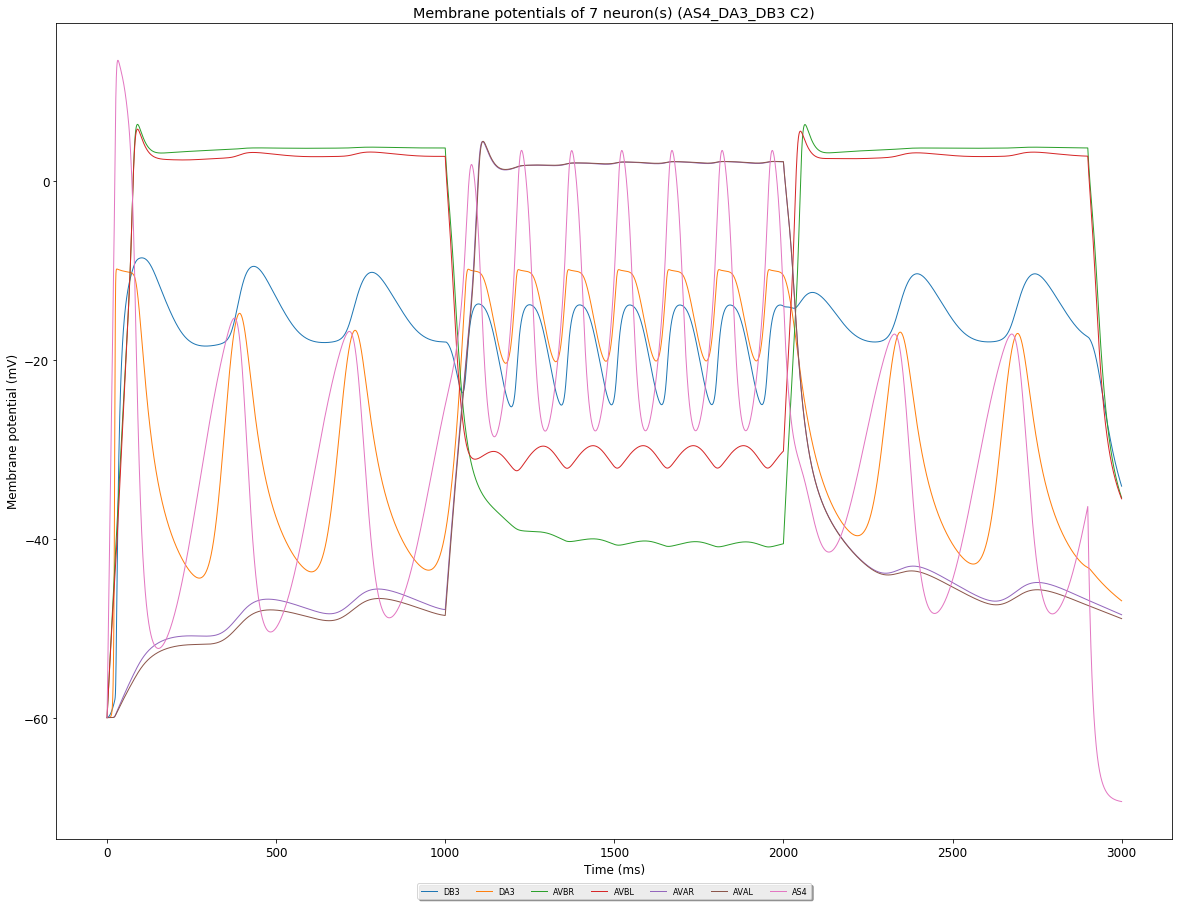 Membrane potentials of 7 neuron(s) (AS4_DA3_DB3 C2)
0
−20
−40
−60
Membrane potential (mV)
0 500 1000 1500 2000 2500 3000
Time (ms)
DB3 DA3 AVBR AVBL AVAR AVAL AS4